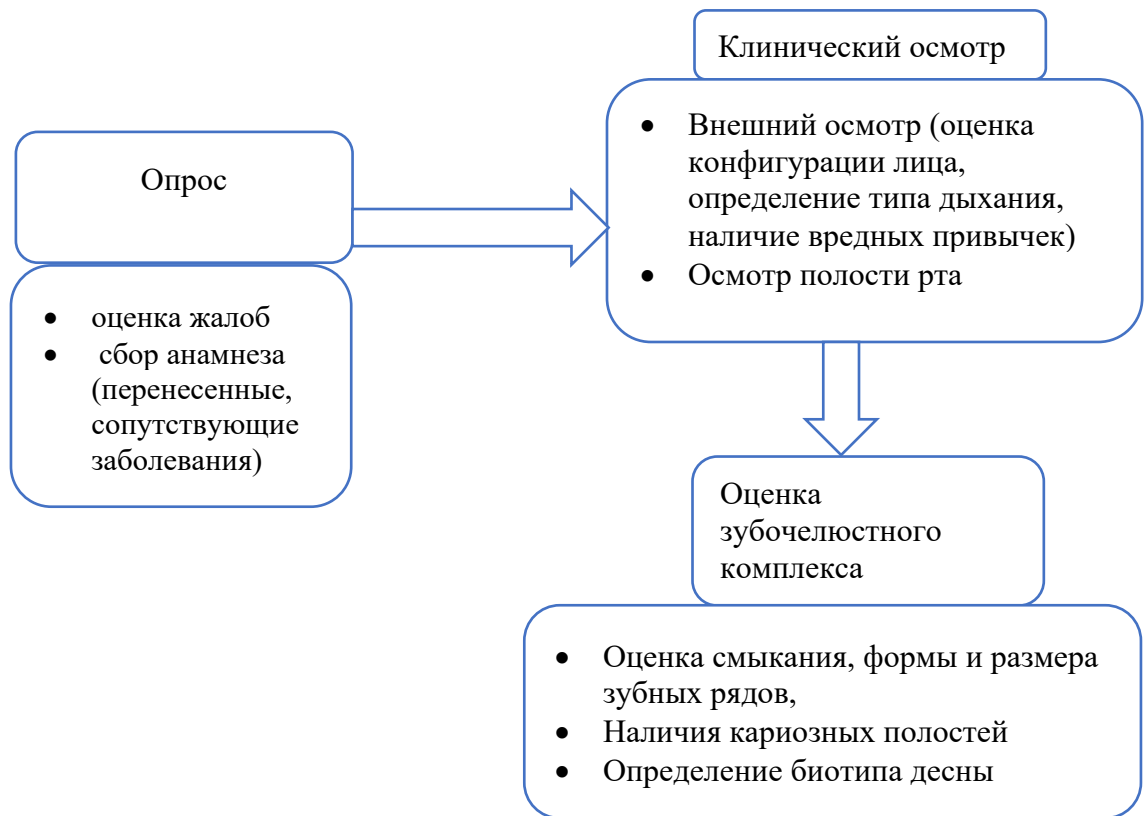 Опрос
• оценка жалоб
• сбор анамнеза
(перенесенные,
сопутствующие
заболевания)
Клинический осмотр
• Внешний осмотр (оценка
конфигурации лица,
определение типа дыхания,
наличие вредных привычек)
• Осмотр полости рта
Оценка
зубочелюстного
комплекса
• Оценка смыкания, формы и размера
зубных рядов,
• Наличия кариозных полостей
• Определение биотипа десны